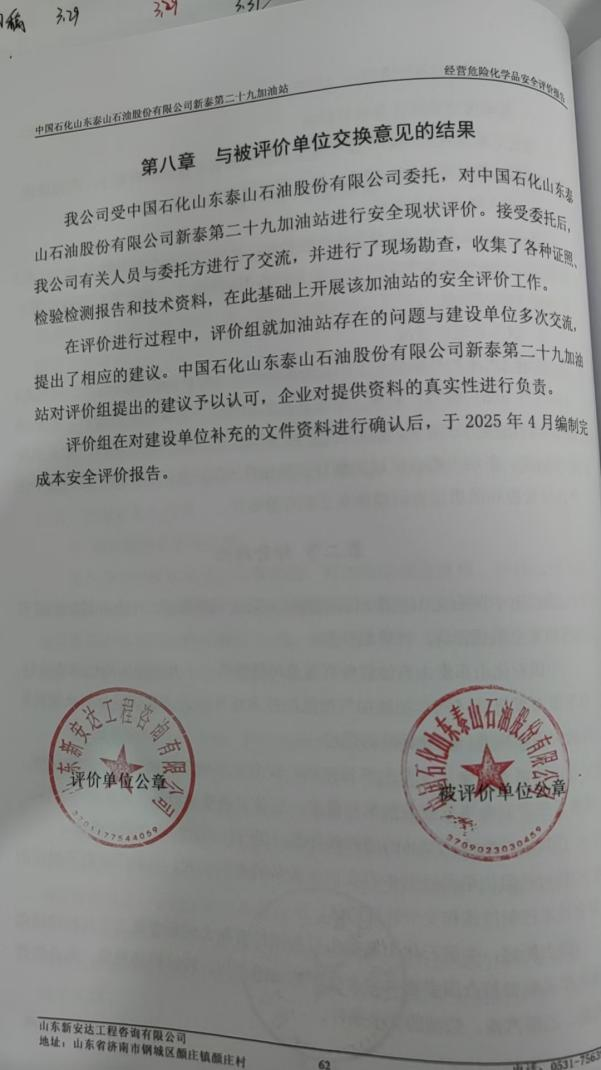 3.29
3.29
3.31
中国石化山东泰山石油股份有限公司新泰第二十九加油站
经营危险化学品安全评价报告
第八章 与被评价单位交换意见的结果
我公司受中国石化山东泰山石油股份有限公司委托，对中国石化山东泰
山石油股份有限公司新泰第二十九加油站进行安全现状评价。接受委托后，
我公司有关人员与委托方进行了交流，并进行了现场勘查，收集了各种证照、
检验检测报告和技术资料，在此基础上开展该加油站的安全评价工作。
在评价进行过程中，评价组就加油站存在的问题与建设单位多次交流，
提出了相应的建议。中国石化山东泰山石油股份有限公司新泰第二十九加油
站对评价组提出的建议予以认可，企业对提供资料的真实性进行负责。
评价组在对建设单位补充的文件资料进行确认后，于 2025 年 4 月编制完
成本安全评价报告。
山东新安达工程咨询有限公司
评价单位公章
3701177544059
中国石化山东泰山石油股份有限公司
被评价单位公章
3709023030459
山东新安达工程咨询有限公司
地址：山东省济南市钢城区颜庄镇颜庄村
62
电话：0531-7563